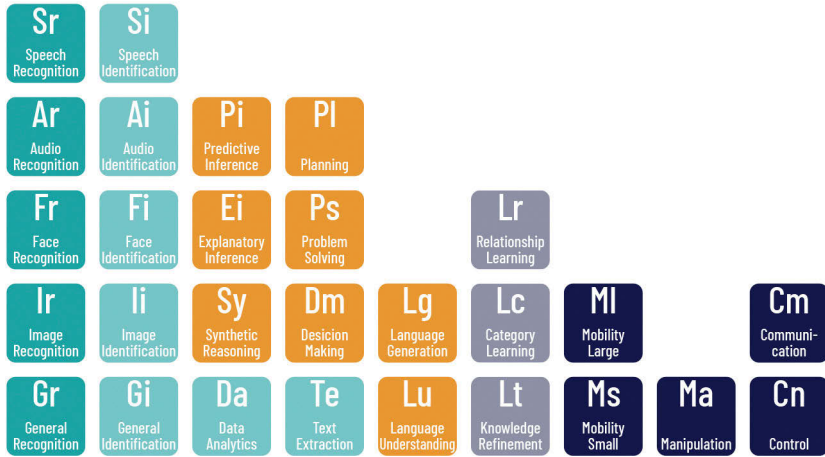 Sr
Speech
Recognition
Si
Speech
Identification
Ar
Audio
Recognition
Ai
Audio
Identification
Pi
Predictive
Inference
Pl
Planning
Fr
Face
Recognition
Fi
Face
Identification
Ei
Explanatory
Inference
Ps
Problem
Solving
Lr
Relationship
Learning
Ir
Image
Recognition
Ii
Image
Identification
Sy
Synthetic
Reasoning
Dm
Desicion
Making
Lg
Language
Generation
Lc
Category
Learning
Ml
Mobility
Large
Cm
Communi-
cation
Gr
General
Recognition
Gi
General
Identification
Da
Data
Analytics
Te
Text
Extraction
Lu
Language
Understanding
Lt
Knowledge
Refinement
Ms
Mobility
Small
Ma
Manipulation
Cn
Control